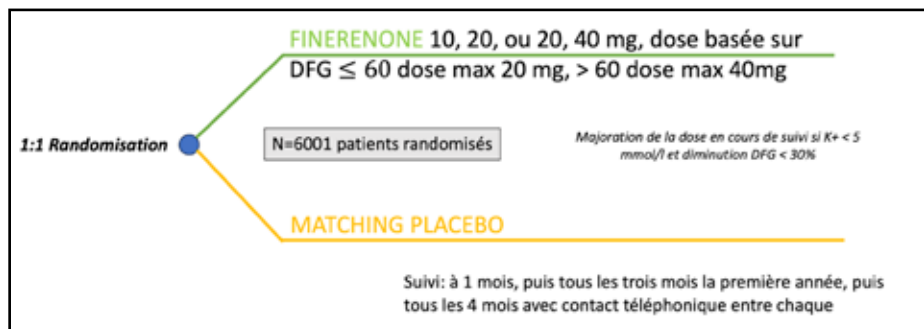 FINERENONE 10, 20, ou 20, 40 mg, dose basée sur
DFG ≤ 60 dose max 20 mg, > 60 dose max 40mg
1:1 Randomisation
N=6001 patients randomisés
Majoration de la dose en cours de suivi si K+ < 5
mmol/l et diminution DFG < 30%
MATCHING PLACEBO
Suivi: à 1 mois, puis tous les trois mois la première année, puis
tous les 4 mois avec contact téléphonique entre chaque